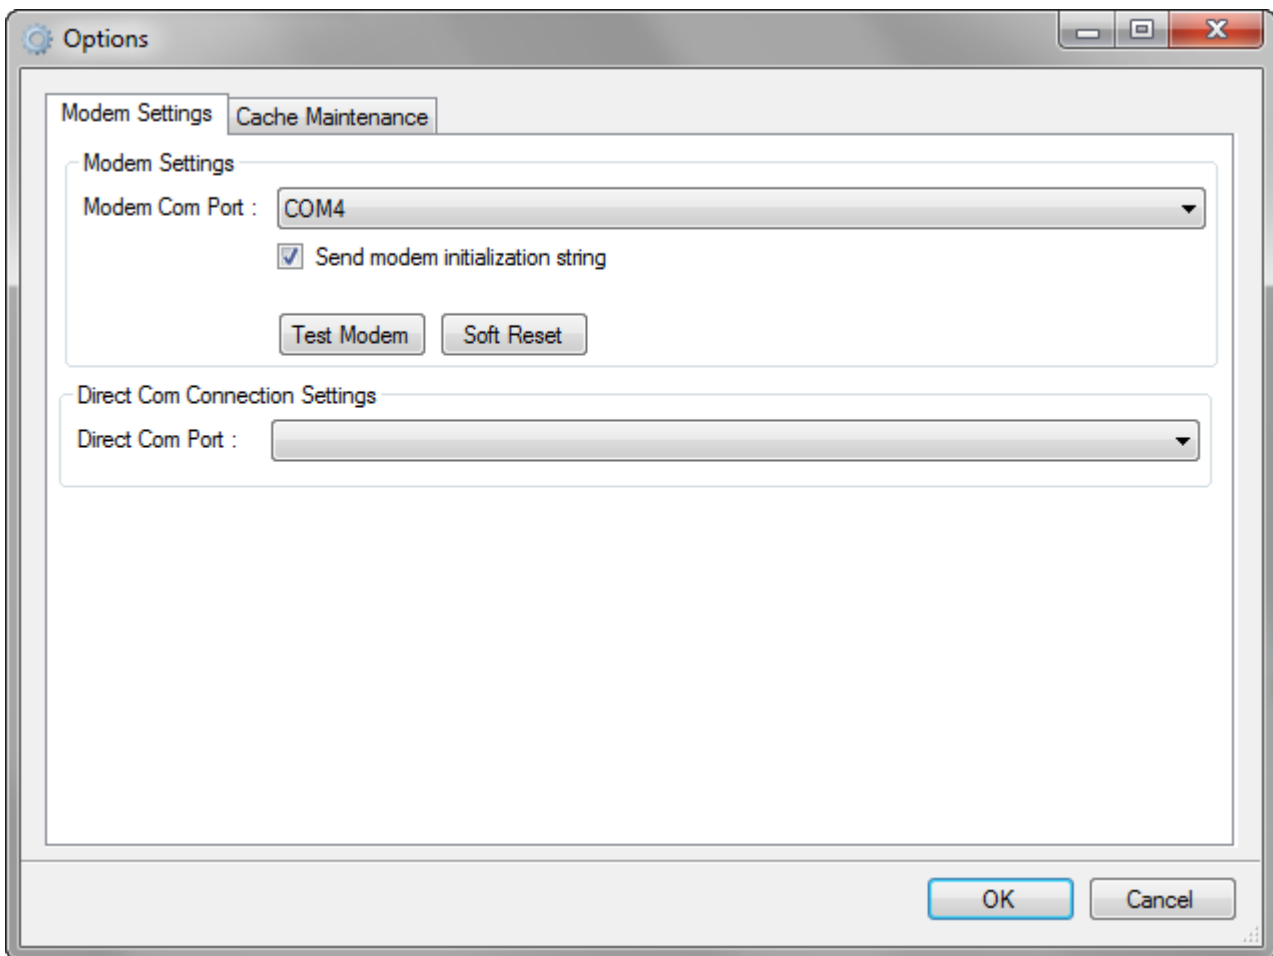 Options
Modem Settings
Cache Maintenance
Modem Settings
Modem Com Port :
COM4
Send modem initialization string
Test Modem
Soft Reset
Direct Com Connection Settings
Direct Com Port :
OK
Cancel